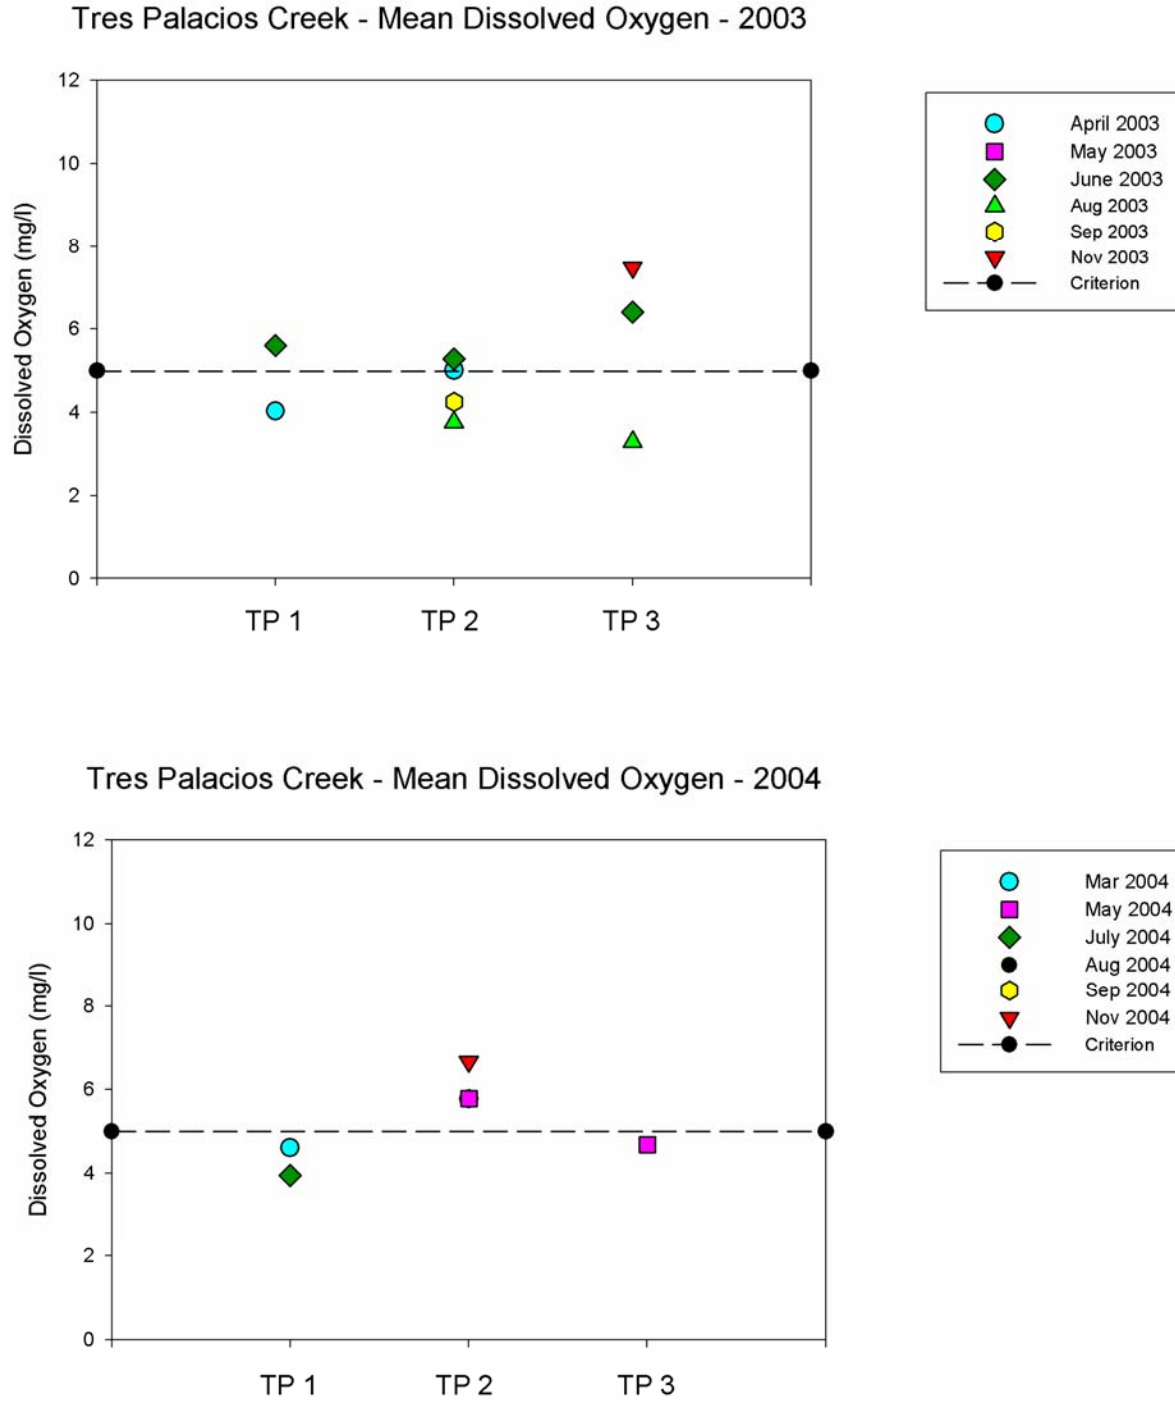 Tres Palacios Creek - Mean Dissolved Oxygen - 2003
12
10
8
6
4
2
0
Dissolved Oxygen (mg/l)
TP 1
TP 2
TP 3
April 2003
May 2003
June 2003
Aug 2003
Sep 2003
Nov 2003
Criterion
Tres Palacios Creek - Mean Dissolved Oxygen - 2004
12
10
8
6
4
2
0
Dissolved Oxygen (mg/l)
TP 1
TP 2
TP 3
Mar 2004
May 2004
July 2004
Aug 2004
Sep 2004
Nov 2004
Criterion